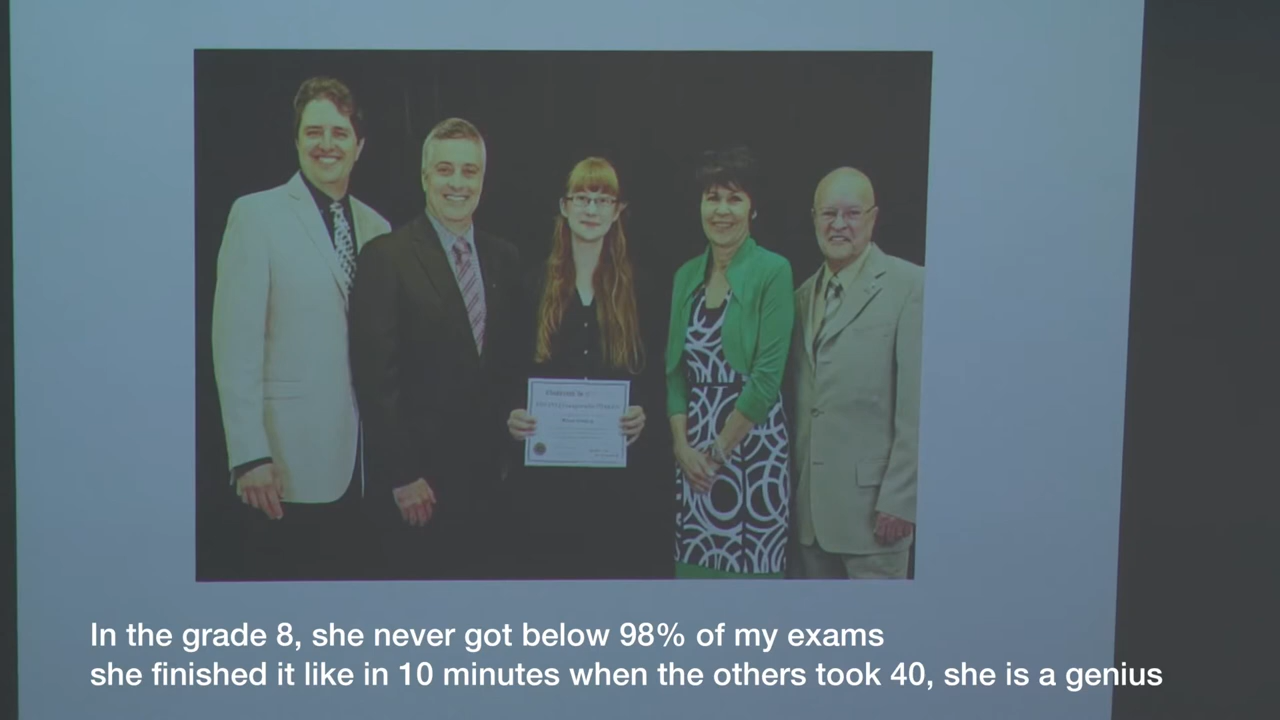 In the grade 8, she never got below 98% of my exams
she finished it like in 10 minutes when the others took 40, she is a genius